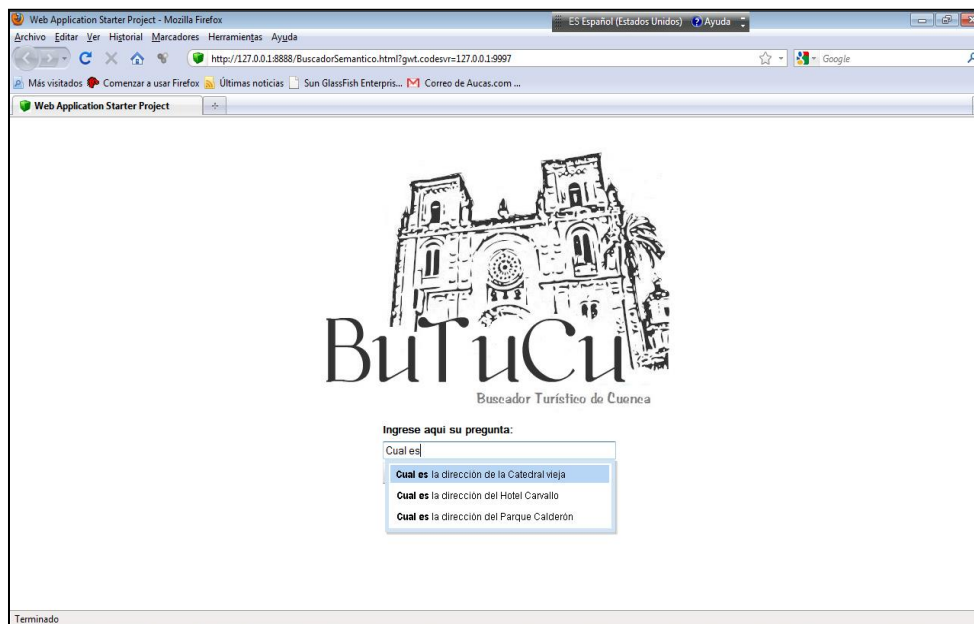 Web Application Starter Project - Mozilla Firefox
ES Español (Estados Unidos) Ayuda
Archivo Editar Ver Historial Marcadores Herramientas Ayuda
http://127.0.0.1:8888/BuscadorSemantico.html?gwt.codesvr=127.0.0.1:9997
Google
Más visitados Comenzar a usar Firefox Últimas noticias Sun GlassFish Enterpris... Correo de Aucas.com ...
Web Application Starter Project
BuTuCu
Buscador Turístico de Cuenca
Ingrese aqui su pregunta:
Cual es
Cual es la dirección de la Catedral vieja
Cual es la dirección del Hotel Carvallo
Cual es la dirección del Parque Calderón
Terminado